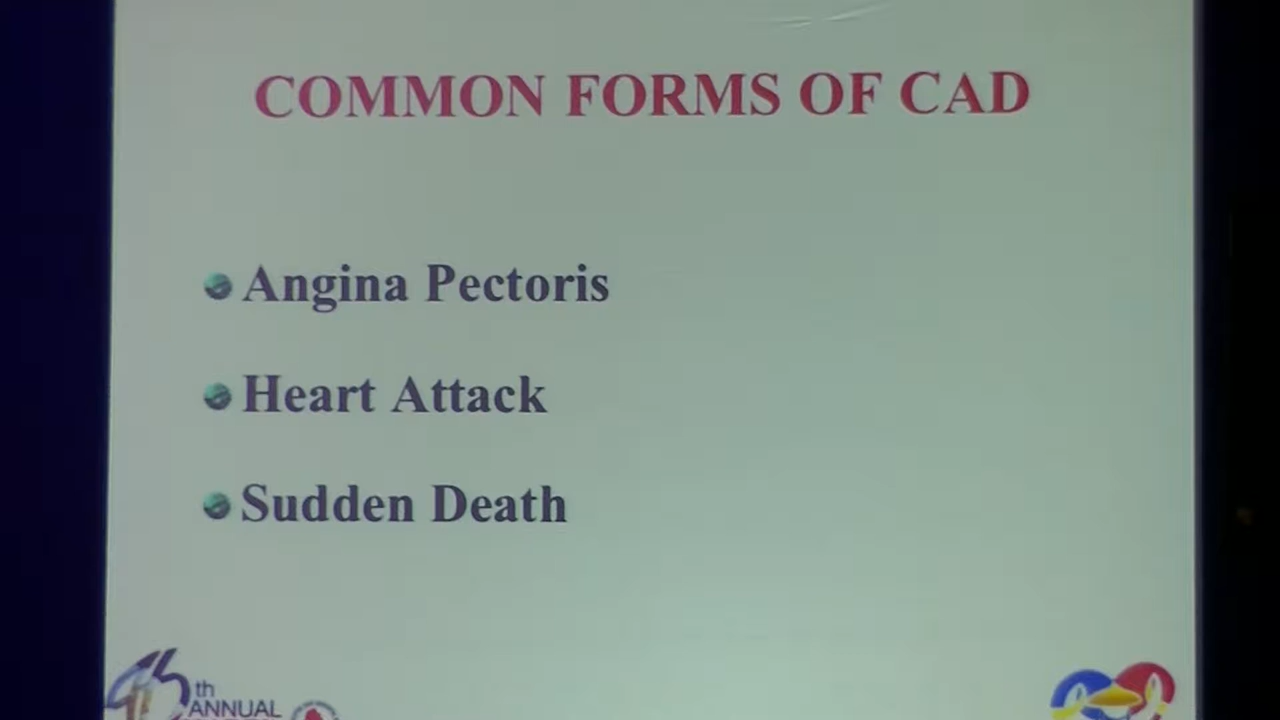 COMMON FORMS OF CAD
Angina Pectoris
Heart Attack
Sudden Death
th
ANNUAL